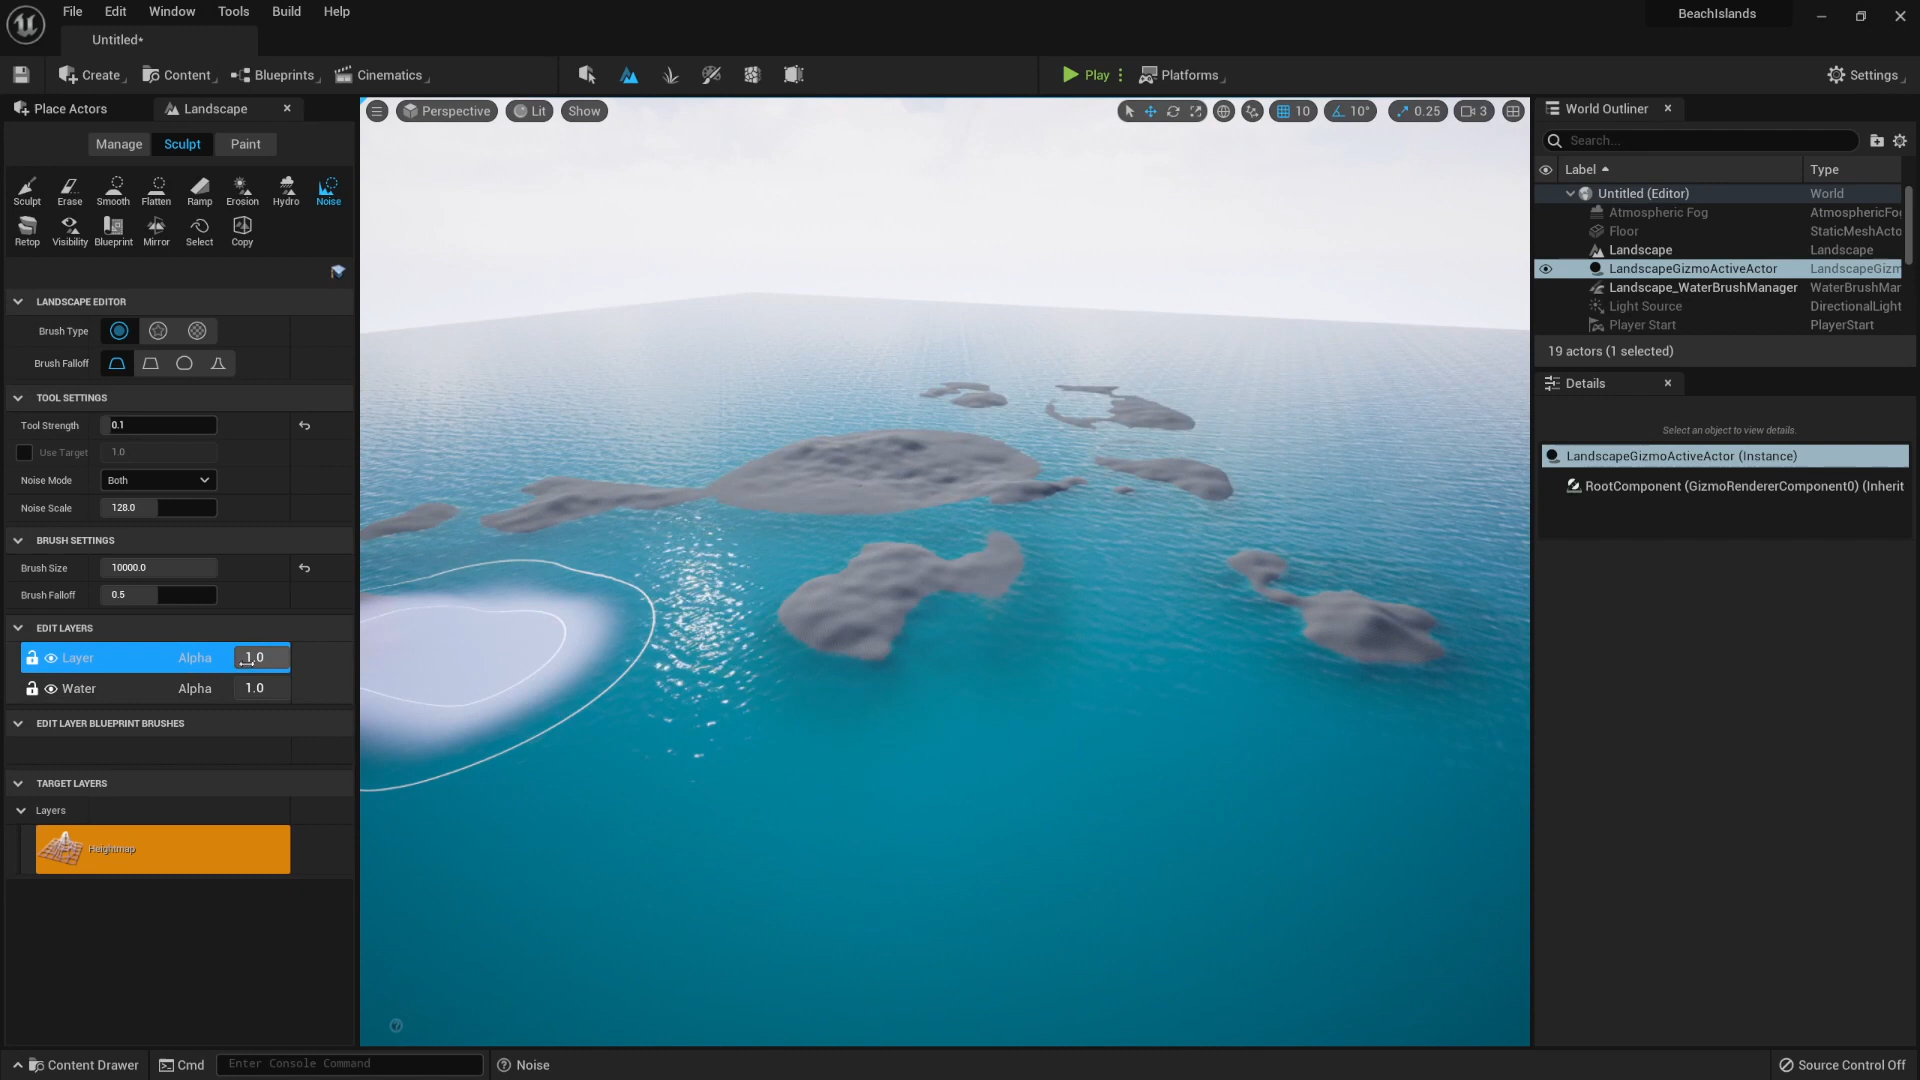 File Edit Window Tools Build Help
BeachIslands
Untitled*
Create Content Blueprints Cinematics
Play Platforms
Settings
Place Actors Landscape
Perspective Lit Show
10 10° 0.25 3
World Outliner
Manage Sculpt Paint
Search...
Label Type
Sculpt Erase Smooth Flatten Ramp Erosion Hydro Noise
Untitled (Editor) World
Atmospheric Fog AtmosphericFo
Retop Visibility Blueprint Mirror Select Copy
Floor StaticMeshActo
Landscape Landscape
LandscapeGizmoActiveActor LandscapeGizm
Landscape_WaterBrushManager WaterBrushMar
LANDSCAPE EDITOR
Light Source DirectionalLight
Player Start PlayerStart
Brush Type
19 actors (1 selected)
Brush Falloff
Details
TOOL SETTINGS
Tool Strength 0.1
Select an object to view details.
Use Target 1.0
LandscapeGizmoActiveActor (Instance)
Noise Mode Both
RootComponent (GizmoRendererComponent0) (Inherit
Noise Scale 128.0
BRUSH SETTINGS
Brush Size 10000.0
Brush Falloff 0.5
EDIT LAYERS
Layer Alpha 1.0
Water Alpha 1.0
EDIT LAYER BLUEPRINT BRUSHES
TARGET LAYERS
Layers
Heightmap
Content Drawer Cmd Enter Console Command Noise
Source Control Off